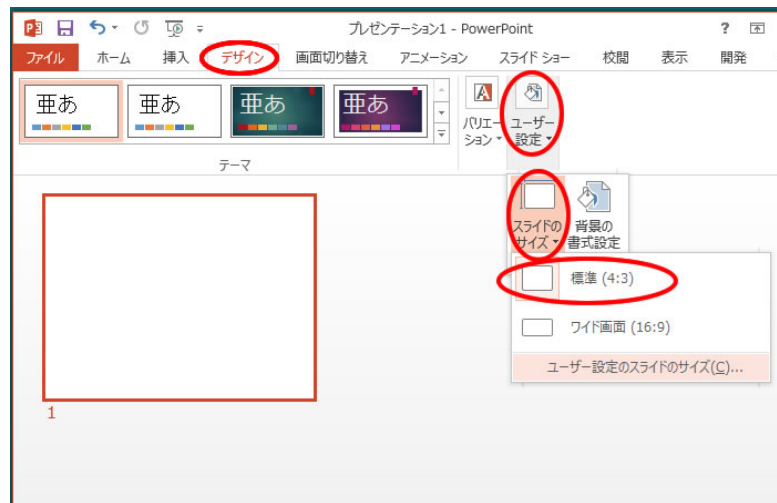 プレゼンテーション1 - PowerPoint ?
ファイル ホーム 挿入 デザイン 画面切り替え アニメーション スライド ショー 校閲 表示 開発
亜あ 亜あ 亜あ 亜あ
バリエー
ション
ユーザー
設定
テーマ
スライドの
サイズ
背景の
書式設定
標準 (4:3)
ワイド画面 (16:9)
ユーザー設定のスライドのサイズ(C)...
1